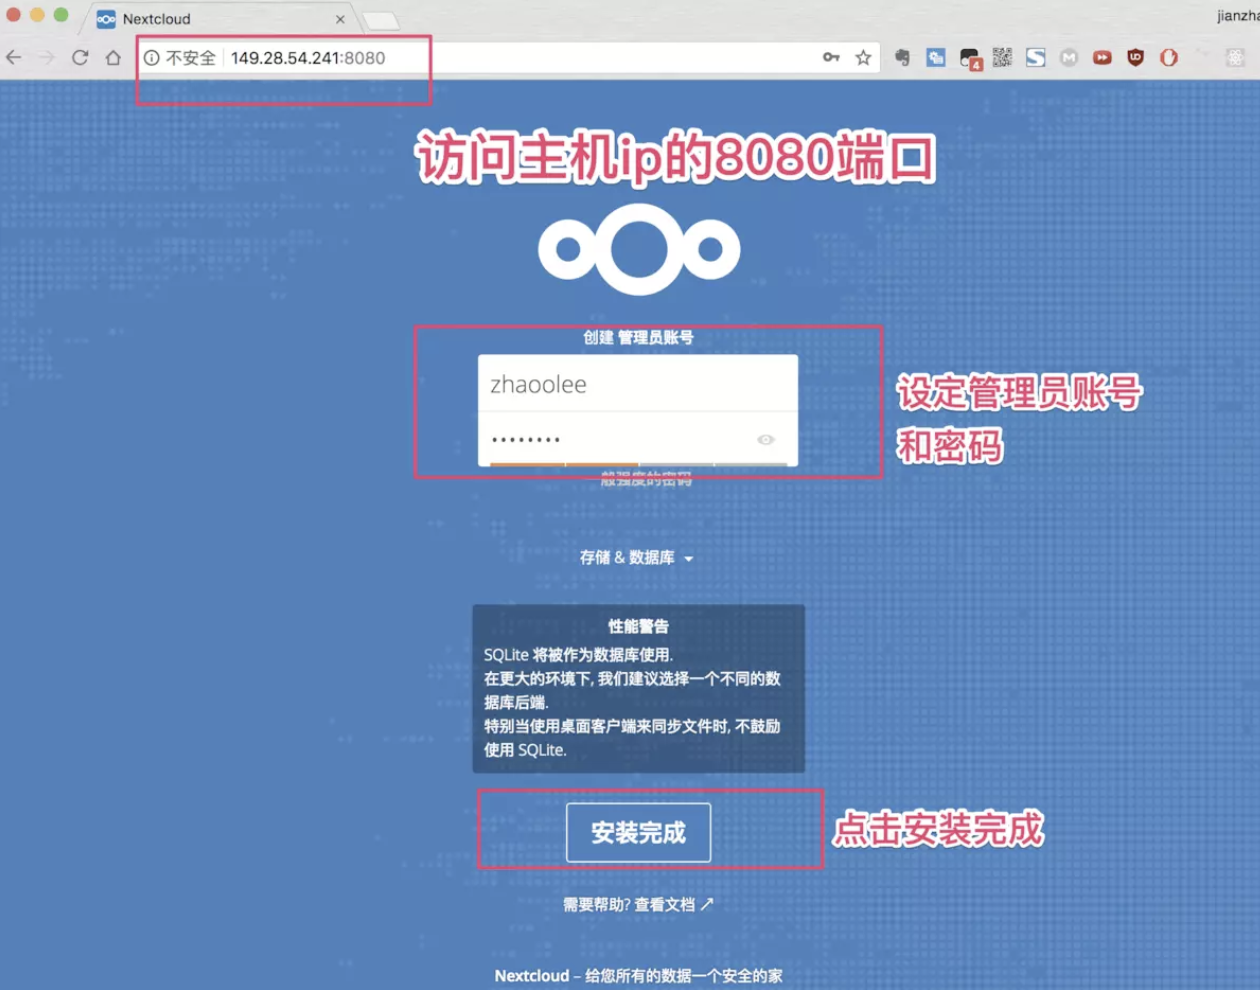 Nextcloud
jianzha
不安全 149.28.54.241:8080
4
访问主机ip的8080端口
创建 管理员账号
zhaoolee
设定管理员账号
和密码
般强度的密码
存储 & 数据库
性能警告
SQLite 将被作为数据库使用.
在更大的环境下, 我们建议选择一个不同的数
据库后端.
特别当使用桌面客户端来同步文件时, 不鼓励
使用 SQLite.
安装完成
点击安装完成
需要帮助? 查看文档
Nextcloud – 给您所有的数据一个安全的家